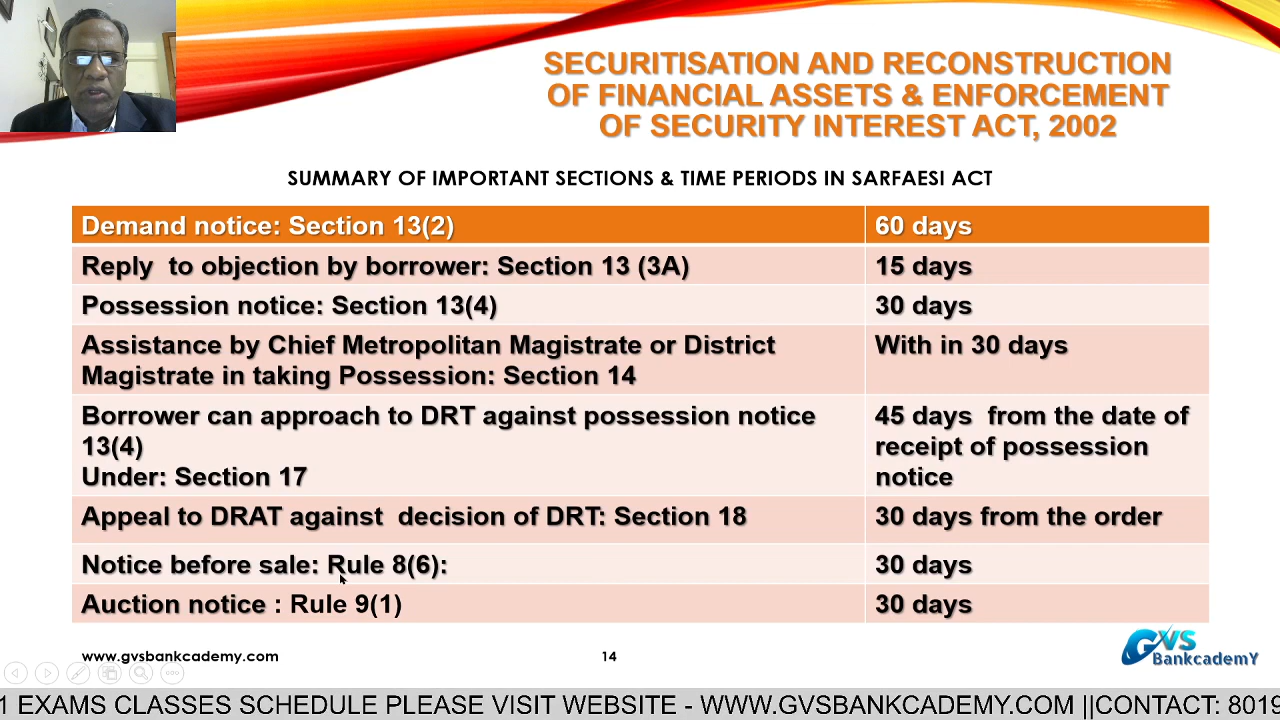 SECURITISATION AND RECONSTRUCTION
OF FINANCIAL ASSETS & ENFORCEMENT
OF SECURITY INTEREST ACT, 2002
SUMMARY OF IMPORTANT SECTIONS & TIME PERIODS IN SARFAESI ACT
Demand notice: Section 13(2) 60 days
Reply to objection by borrower: Section 13 (3A) 15 days
Possession notice: Section 13(4) 30 days
Assistance by Chief Metropolitan Magistrate or District
Magistrate in taking Possession: Section 14
With in 30 days
Borrower can approach to DRT against possession notice
13(4)
Under: Section 17
45 days from the date of
receipt of possession
notice
Appeal to DRAT against decision of DRT: Section 18 30 days from the order
Notice before sale: Rule 8(6): 30 days
Auction notice : Rule 9(1) 30 days
www.gvsbankcademy.com 14
GVS
BankcademY
1 EXAMS CLASSES SCHEDULE PLEASE VISIT WEBSITE - WWW.GVSBANKCADEMY.COM ||CONTACT: 8019